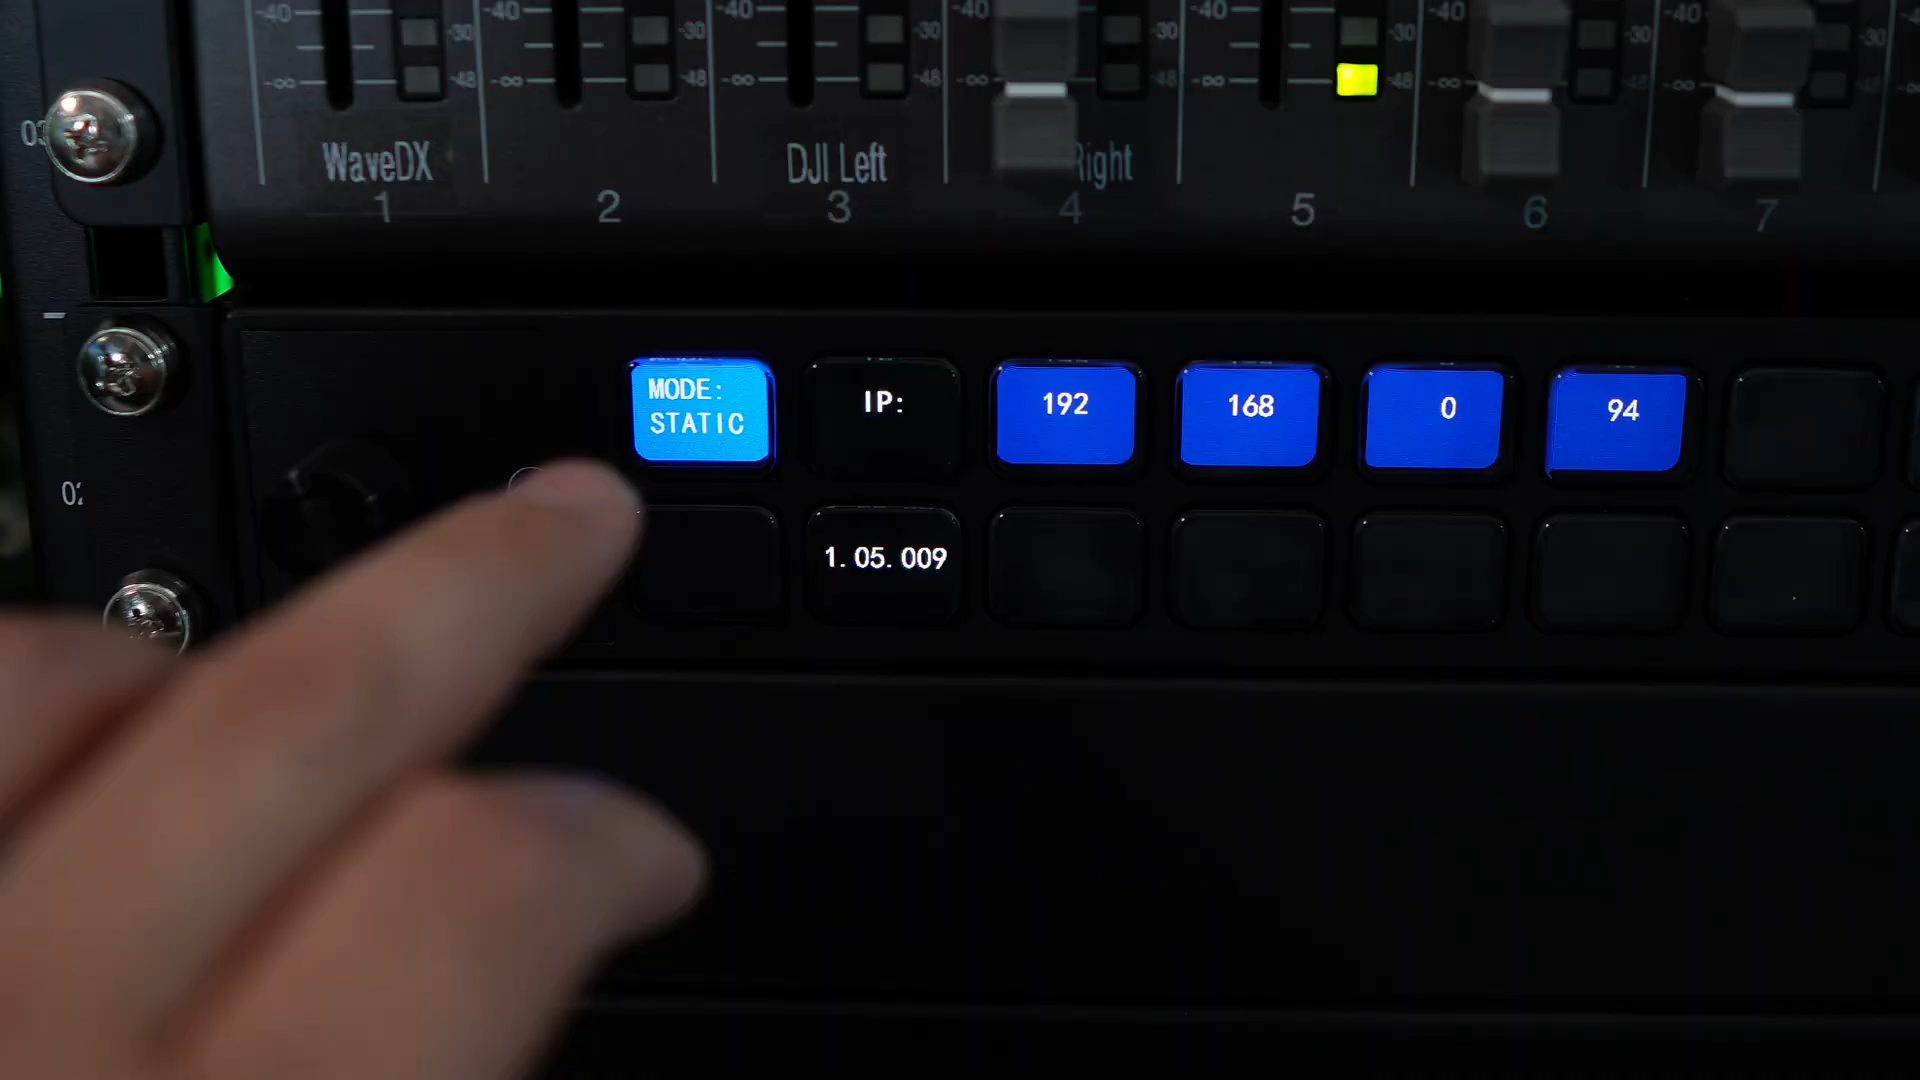 -40 -40 -40 -40 -40 -40 -40
-30 -30 -30 -30 -30 -30 -30
-∞ -48 -∞ -48 -∞ -48 -∞ -48 -∞ -48 -∞ -∞
WaveDX DJI Left Right
1 2 3 4 5 6 7
MODE: STATIC
IP:
192
168
0
94
1.05.009